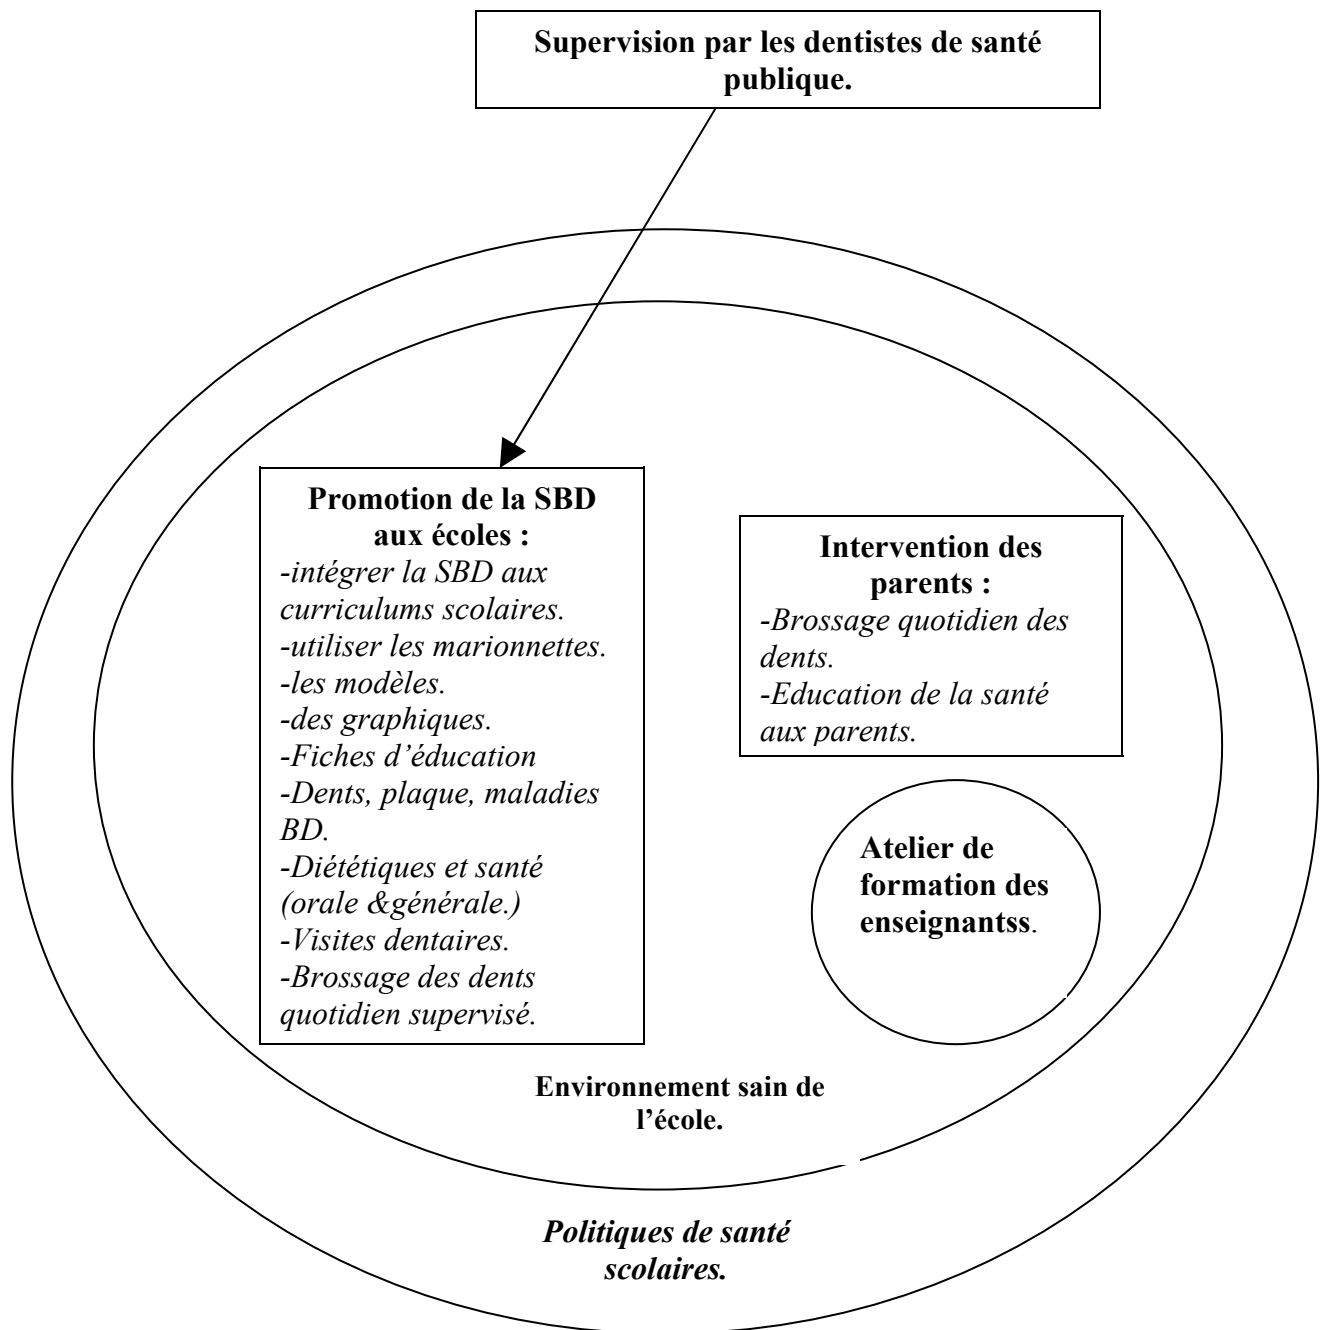 Supervision par les dentistes de santé
publique.
Promotion de la SBD
aux écoles :
-intégrer la SBD aux
curriculums scolaires.
-utiliser les marionnettes.
-les modèles.
-des graphiques.
-Fiches d’éducation
-Dents, plaque, maladies
BD.
-Diététiques et santé
(orale &générale.)
-Visites dentaires.
-Brossage des dents
quotidien supervisé.
Intervention des
parents :
-Brossage quotidien des
dents.
-Education de la santé
aux parents.
Atelier de
formation des
enseignantss.
Environnement sain de
l’école.
Politiques de santé
scolaires.